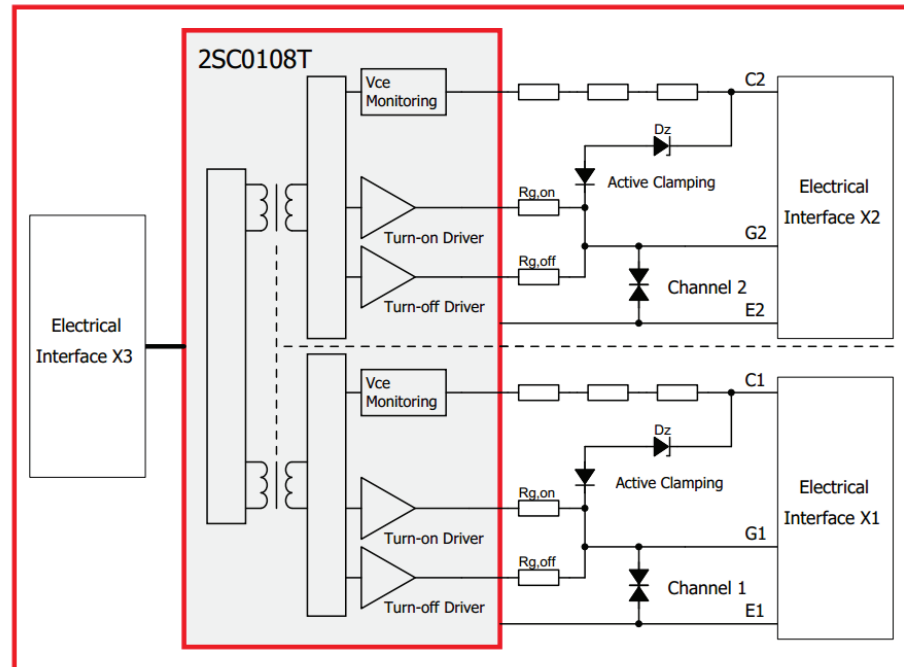 2SC0108T
Vce
Monitoring
C2
Dz
Active Clamping
Rg,on
Turn-on Driver
G2
Rg,off
Turn-off Driver
Channel 2
E2
Electrical
Interface X2
Electrical
Interface X3
Vce
Monitoring
C1
Dz
Active Clamping
Rg,on
Turn-on Driver
G1
Rg,off
Turn-off Driver
Channel 1
E1
Electrical
Interface X1